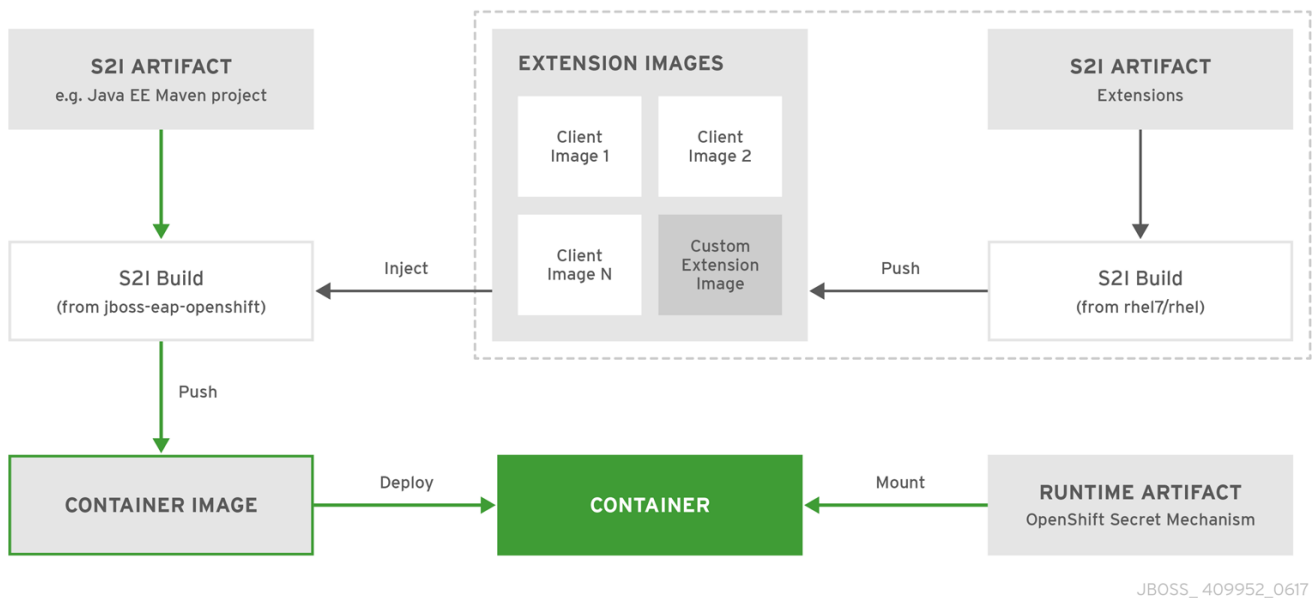 S2I ARTIFACT
e.g. Java EE Maven project
EXTENSION IMAGES
Client
Image 1
Client
Image 2
Client
Image N
Custom
Extension
Image
S2I ARTIFACT
Extensions
S2I Build
(from jboss-eap-openshift)
Inject
Push
S2I Build
(from rhel7/rhel)
Push
CONTAINER IMAGE
Deploy
CONTAINER
Mount
RUNTIME ARTIFACT
OpenShift Secret Mechanism
JBOSS_ 409952_0617